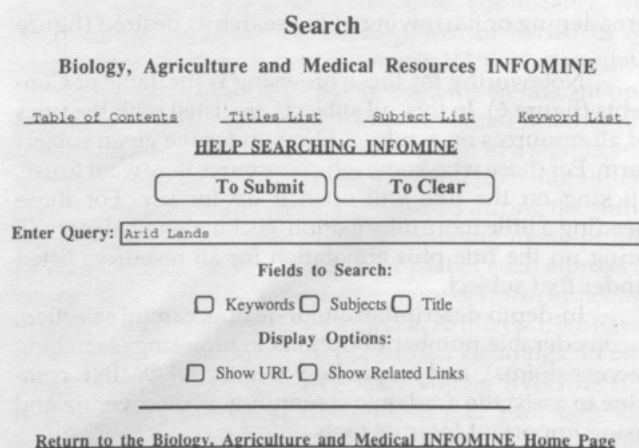 Search
Biology, Agriculture and Medical Resources INFOMINE
Table of Contents Titles List Subject List Keyword List
HELP SEARCHING INFOMINE
To Submit To Clear
Enter Query: Arid Lands
Fields to Search:
Keywords Subjects Title
Display Options:
Show URL Show Related Links
Return to the Biology, Agriculture and Medical INFOMINE Home Page